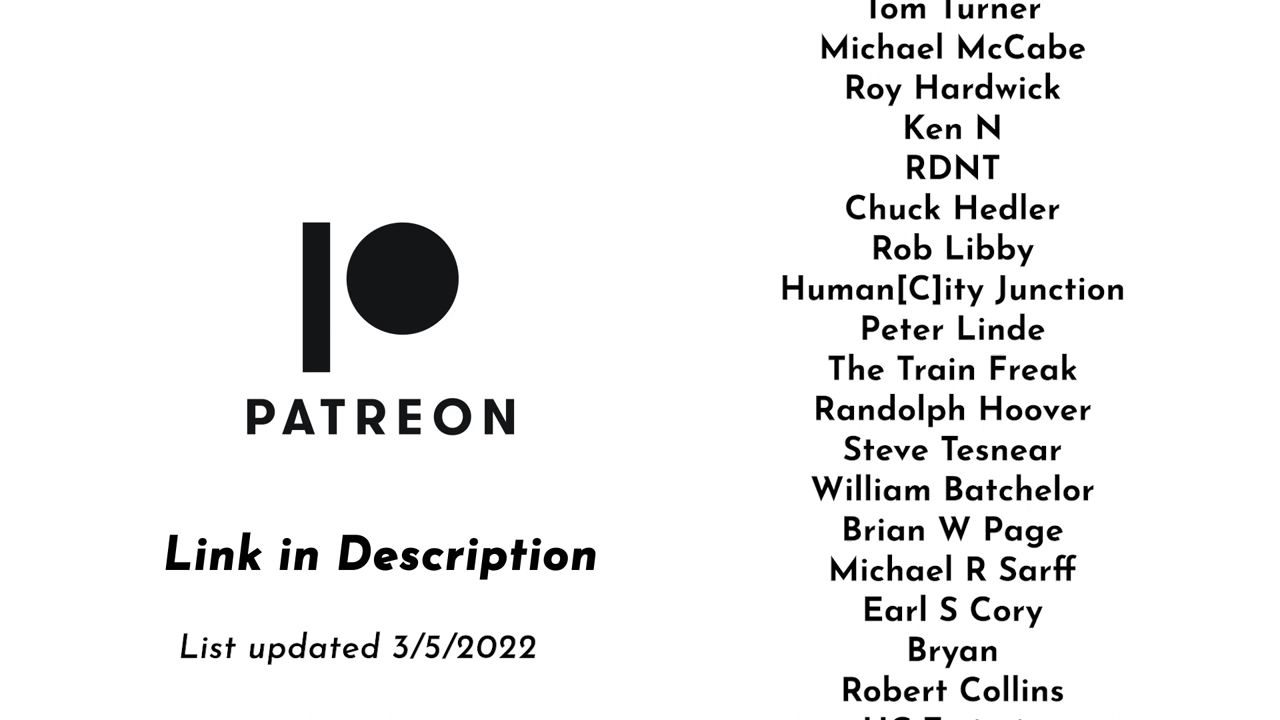 PATREON
Link in Description
List updated 3/5/2022
Tom Turner
Michael McCabe
Roy Hardwick
Ken N
RDNT
Chuck Hedler
Rob Libby
Human[C]ity Junction
Peter Linde
The Train Freak
Randolph Hoover
Steve Tesnear
William Batchelor
Brian W Page
Michael R Sarff
Earl S Cory
Bryan
Robert Collins